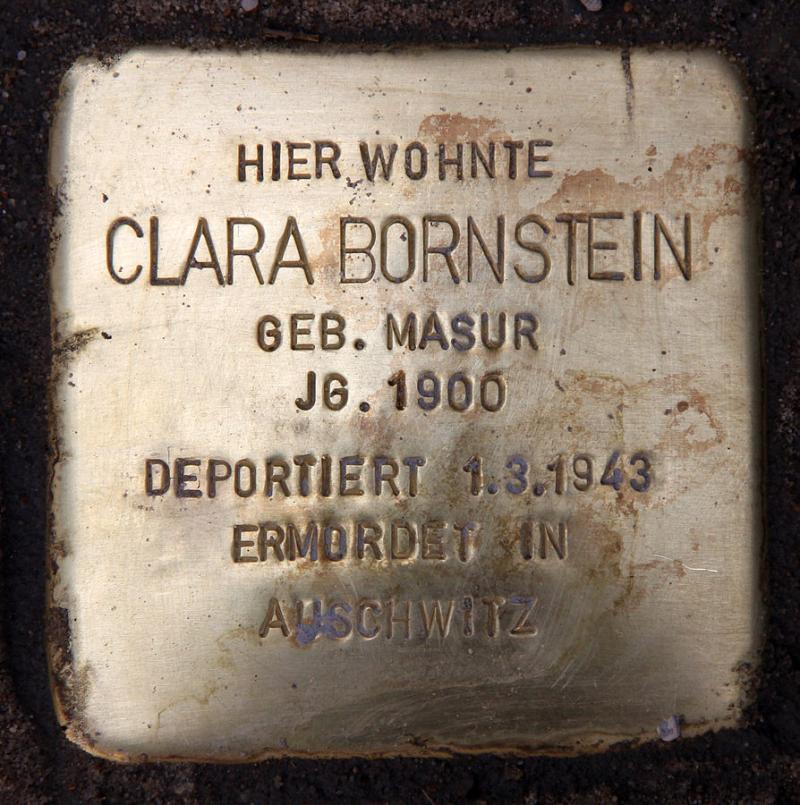 HIER WOHNTE
CLARA BORNSTEIN
GEB. MASUR
JG. 1900
DEPORTIERT 1.3.1943
ERMORDET IN
AUSCHWITZ